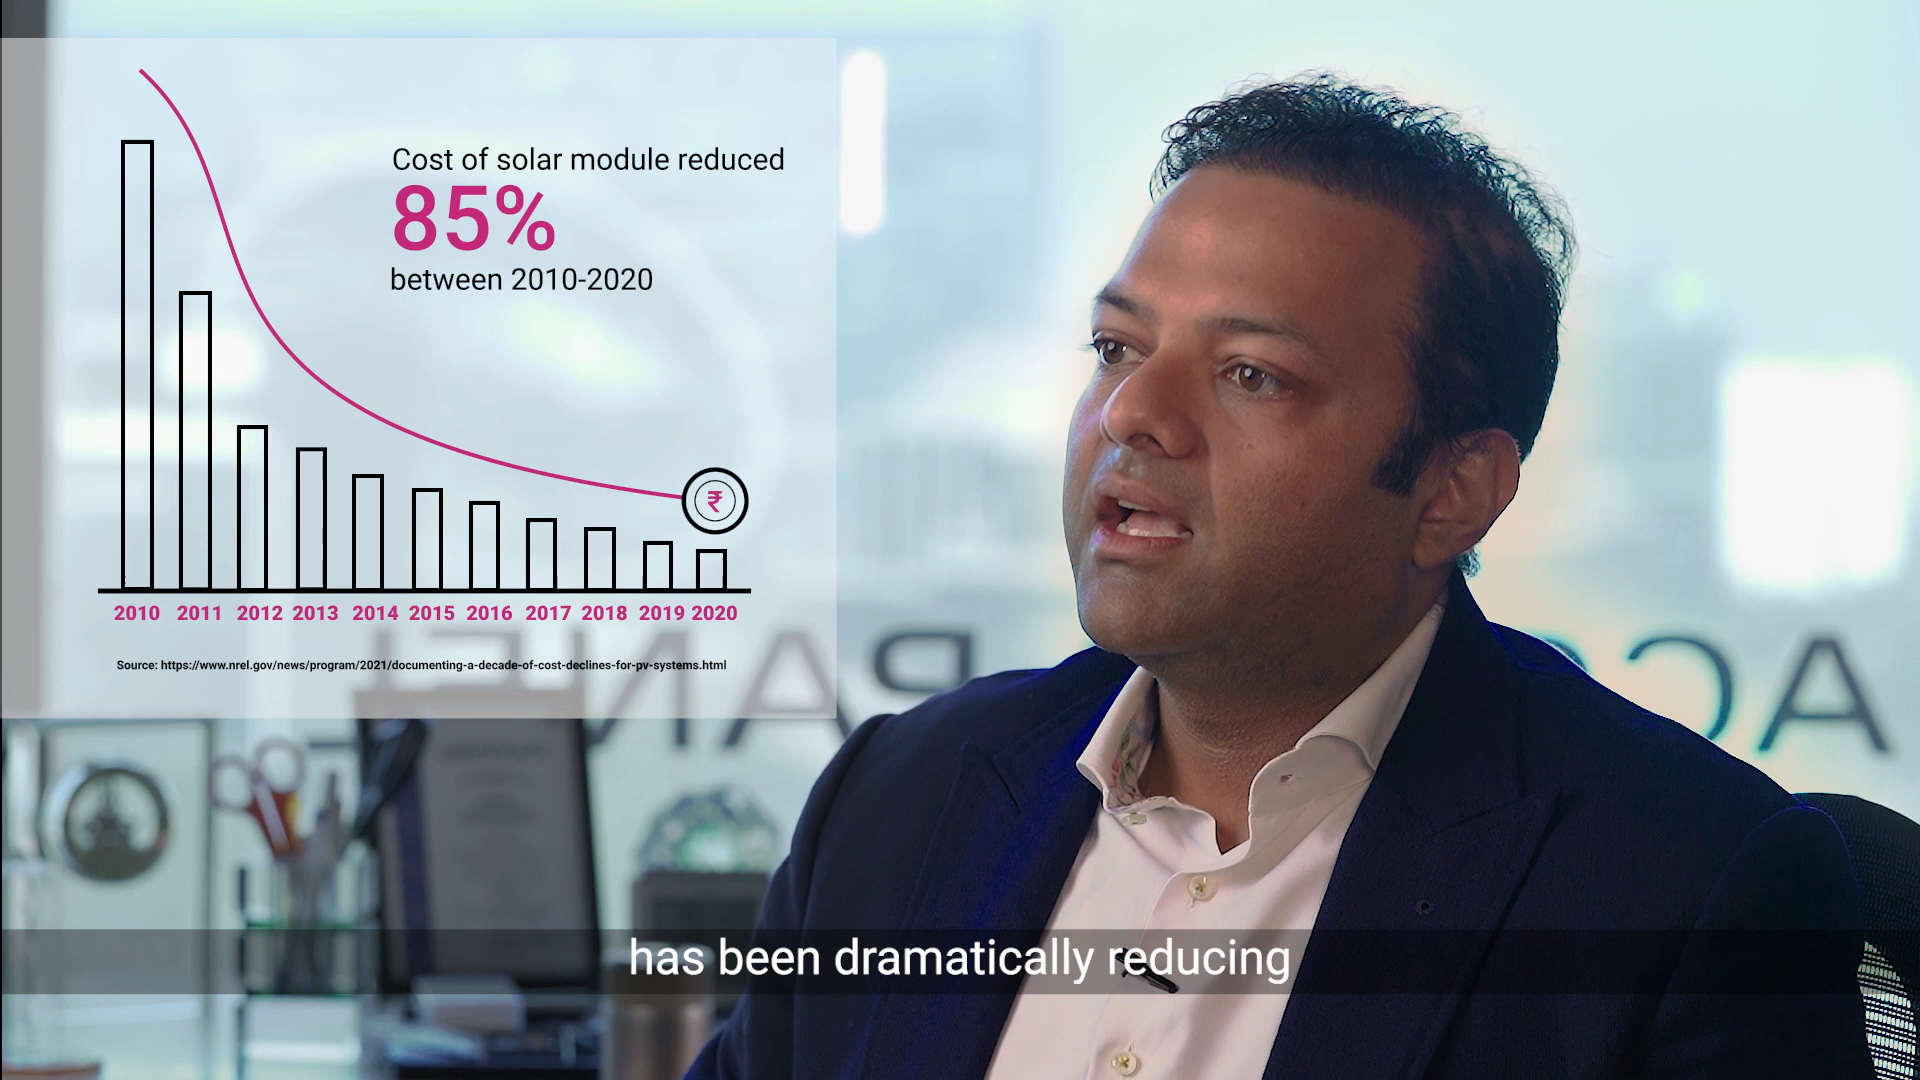 Cost of solar module reduced
85%
between 2010-2020
₹
2010 2011 2012 2013 2014 2015 2016 2017 2018 2019 2020
Source: https://www.nrel.gov/news/program/2021/documenting-a-decade-of-cost-declines-for-pv-systems.html
has been dramatically reducing